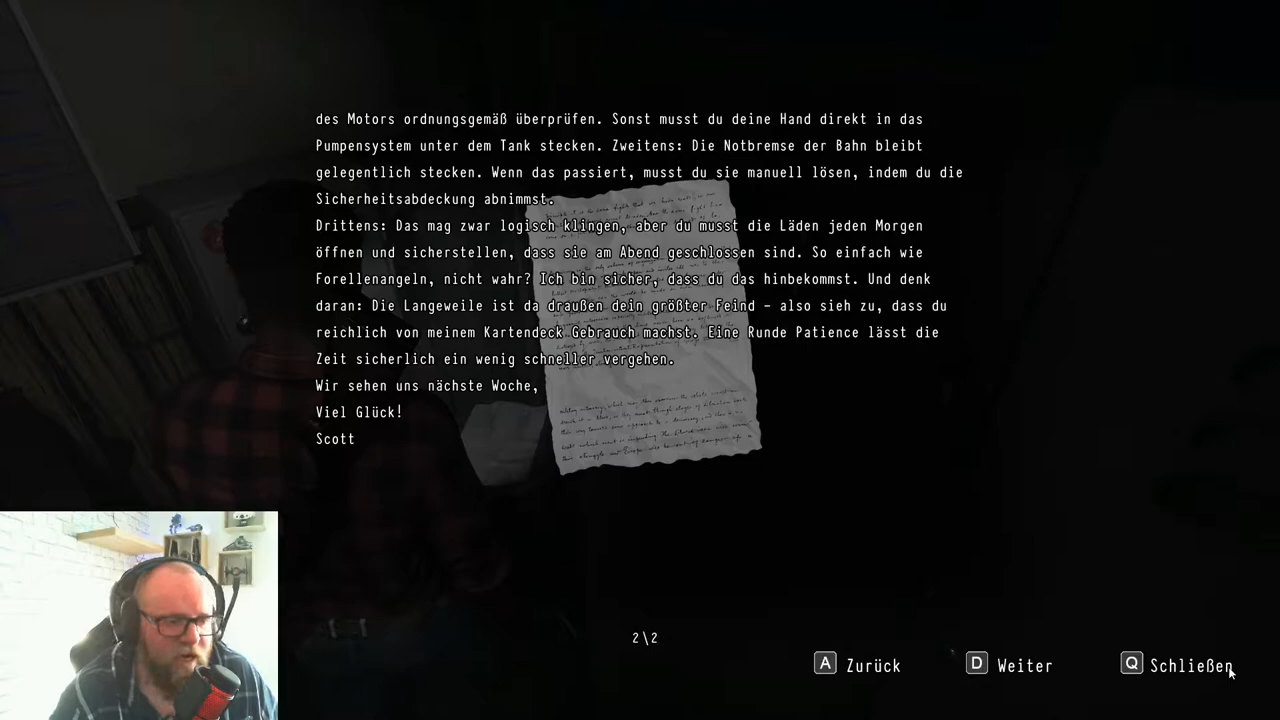 des Motors ordnungsgemäß überprüfen. Sonst musst du deine Hand direkt in das
Pumpensystem unter dem Tank stecken. Zweitens: Die Notbremse der Bahn bleibt
gelegentlich stecken. Wenn das passiert, musst du sie manuell lösen, indem du die
Sicherheitsabdeckung abnimmst.
Drittens: Das mag zwar logisch klingen, aber du musst die Läden jeden Morgen
öffnen und sicherstellen, dass sie am Abend geschlossen sind. So einfach wie
Forellenangeln, nicht wahr? Ich bin sicher, dass du das hinbekommst. Und denk
daran: Die Langeweile ist da draußen dein größter Feind - also sieh zu, dass du
reichlich von meinem Kartendeck Gebrauch machst. Eine Runde Patience lässt die
Zeit sicherlich ein wenig schneller vergehen.
Wir sehen uns nächste Woche,
Viel Glück!
Scott
2\2
A Zurück
D Weiter
Q Schließen